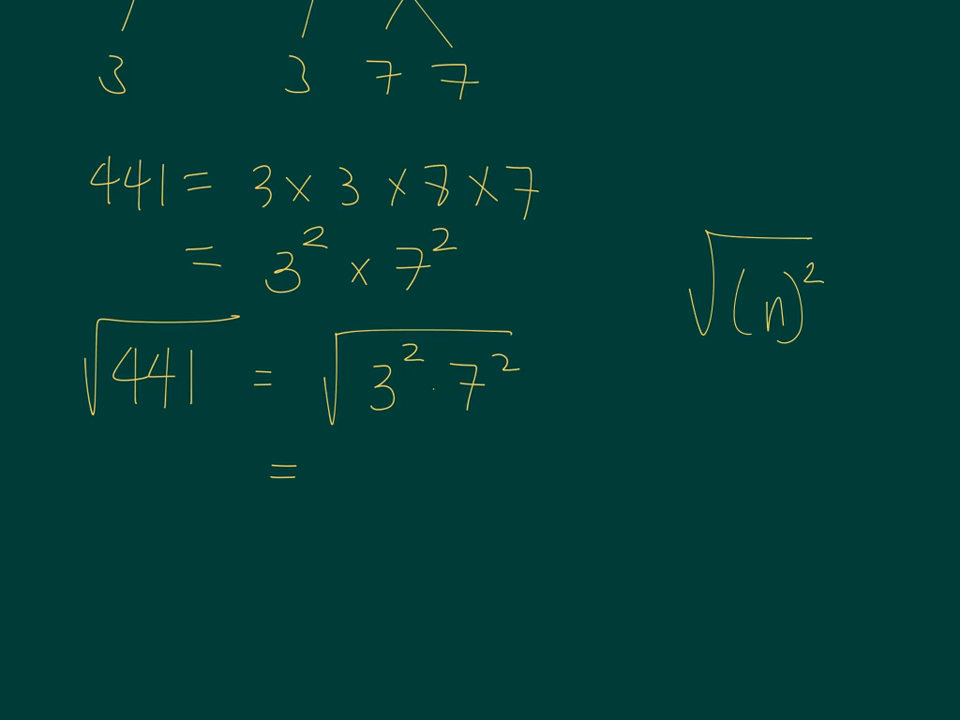 3 3 7 7
441 = 3 × 3 × 7 × 7
= 3² × 7²
√(n)²
√441 = √3² · 7²
=